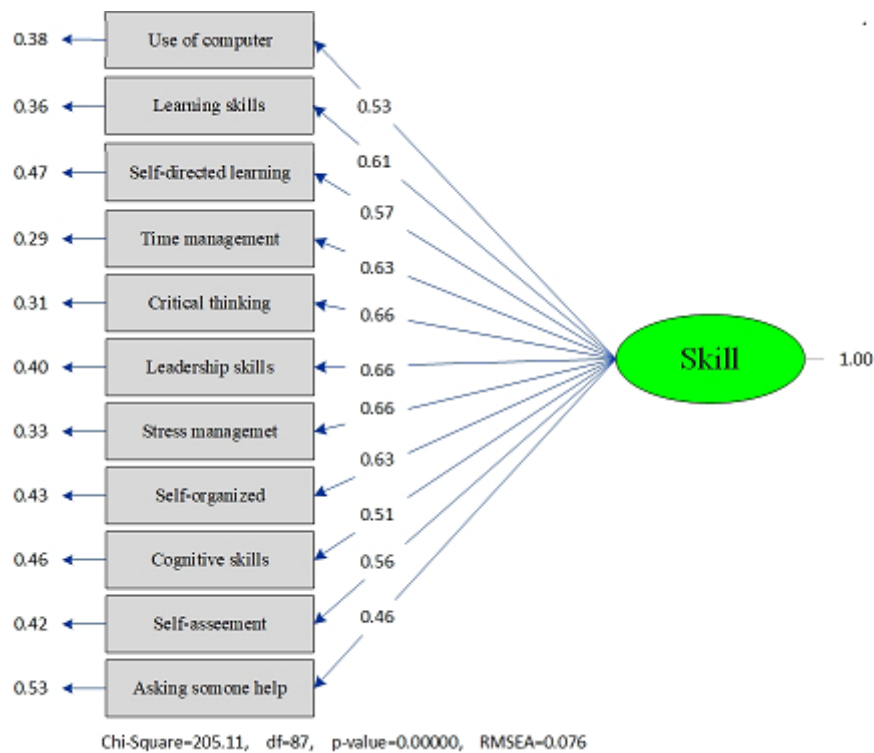 0.38 Use of computer
0.53
0.36 Learning skills
0.61
0.47 Self-directed learning
0.57
0.29 Time management
0.63
0.31 Critical thinking
0.66
Skill 1.00
0.40 Leadership skills
0.66
0.66
0.33 Stress managemet
0.63
0.43 Self-organized
0.51
0.46 Cognitive skills
0.56
0.42 Self-asseement
0.46
0.53 Asking somone help
Chi-Square=205.11, df=87, p-value=0.00000, RMSEA=0.076